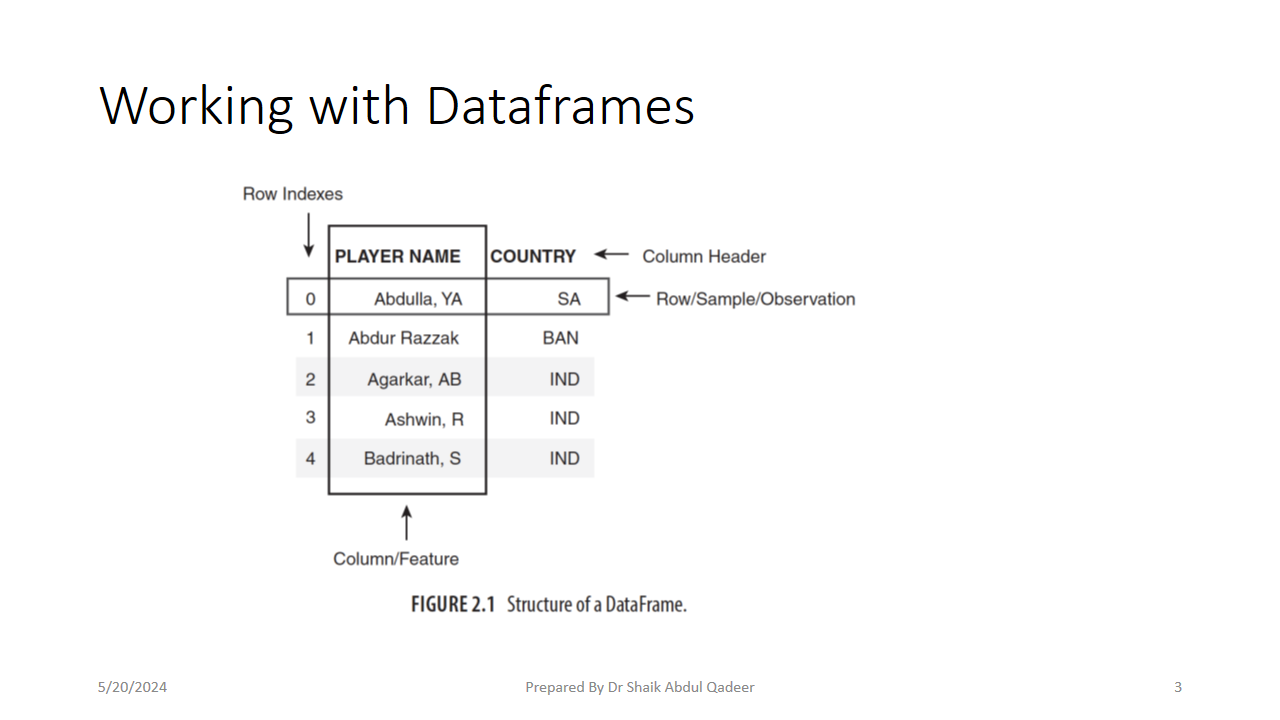 Working with Dataframes
Row Indexes
PLAYER NAME COUNTRY Column Header
0 Abdulla, YA SA Row/Sample/Observation
1 Abdur Razzak BAN
2 Agarkar, AB IND
3 Ashwin, R IND
4 Badrinath, S IND
Column/Feature
FIGURE 2.1 Structure of a DataFrame.
5/20/2024 Prepared By Dr Shaik Abdul Qadeer 3